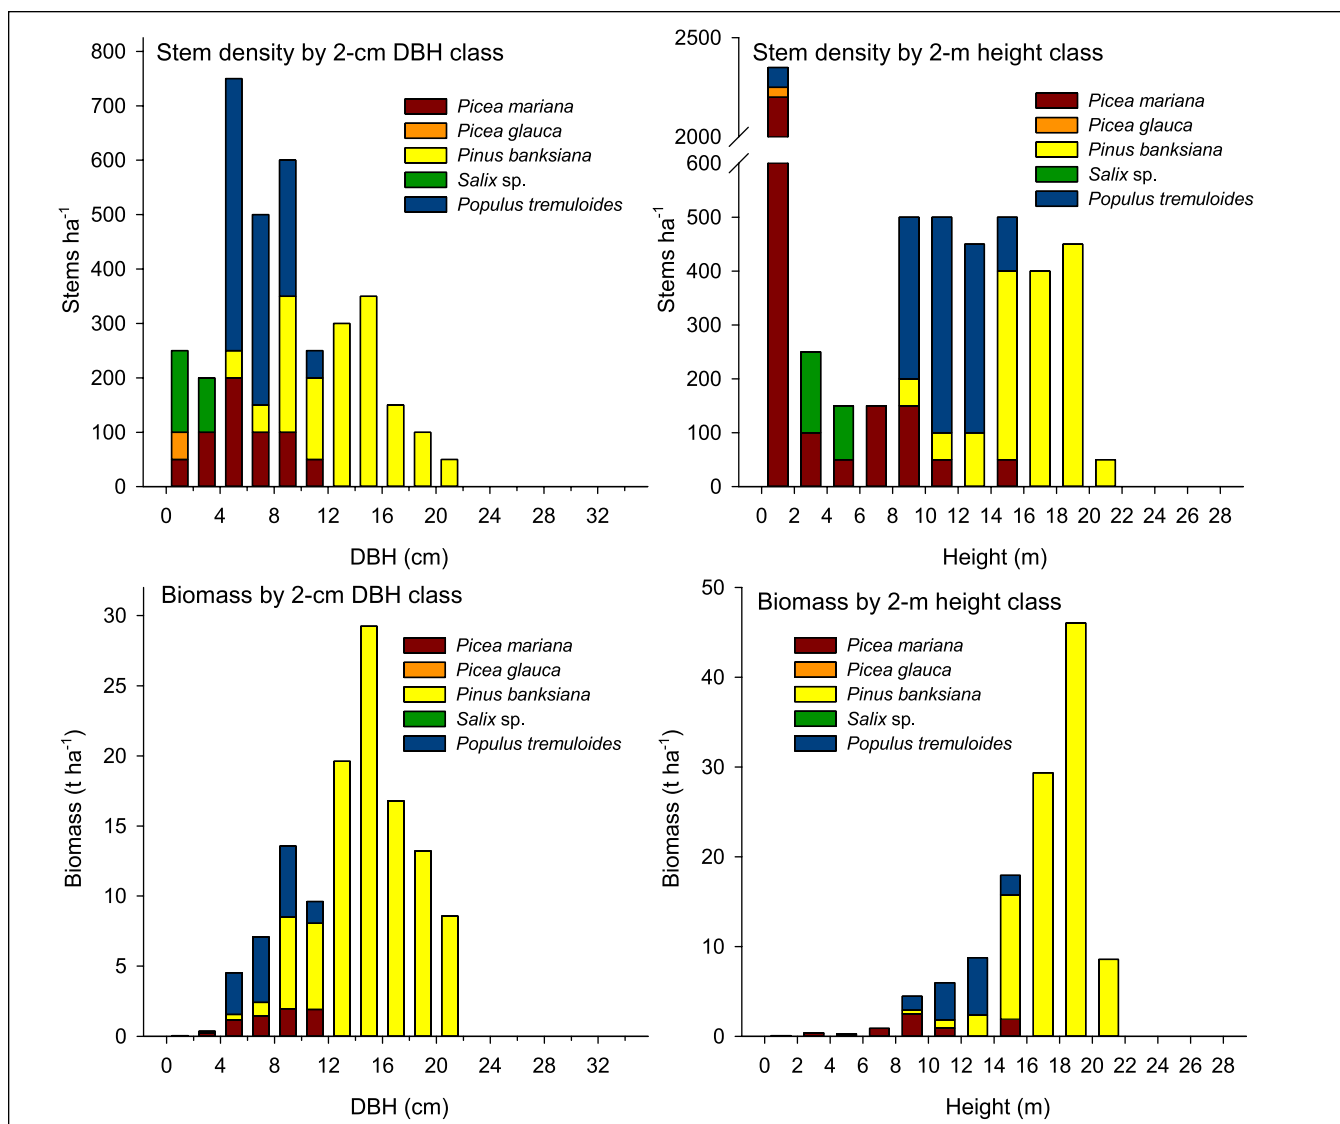 Stem density by 2-cm DBH class
800
700
600
500
400
300
200
100
0
Stems ha-1
Picea mariana
Picea glauca
Pinus banksiana
Salix sp.
Populus tremuloides
0 4 8 12 16 20 24 28 32
DBH (cm)
Stem density by 2-m height class
2500
2000
600
500
400
300
200
100
0
Stems ha-1
Picea mariana
Picea glauca
Pinus banksiana
Salix sp.
Populus tremuloides
0 2 4 6 8 10 12 14 16 18 20 22 24 26 28
Height (m)
Biomass by 2-cm DBH class
30
25
20
15
10
5
0
Biomass (t ha-1)
Picea mariana
Picea glauca
Pinus banksiana
Salix sp.
Populus tremuloides
0 4 8 12 16 20 24 28 32
DBH (cm)
Biomass by 2-m height class
50
40
30
20
10
0
Biomass (t ha-1)
Picea mariana
Picea glauca
Pinus banksiana
Salix sp.
Populus tremuloides
0 2 4 6 8 10 12 14 16 18 20 22 24 26 28
Height (m)